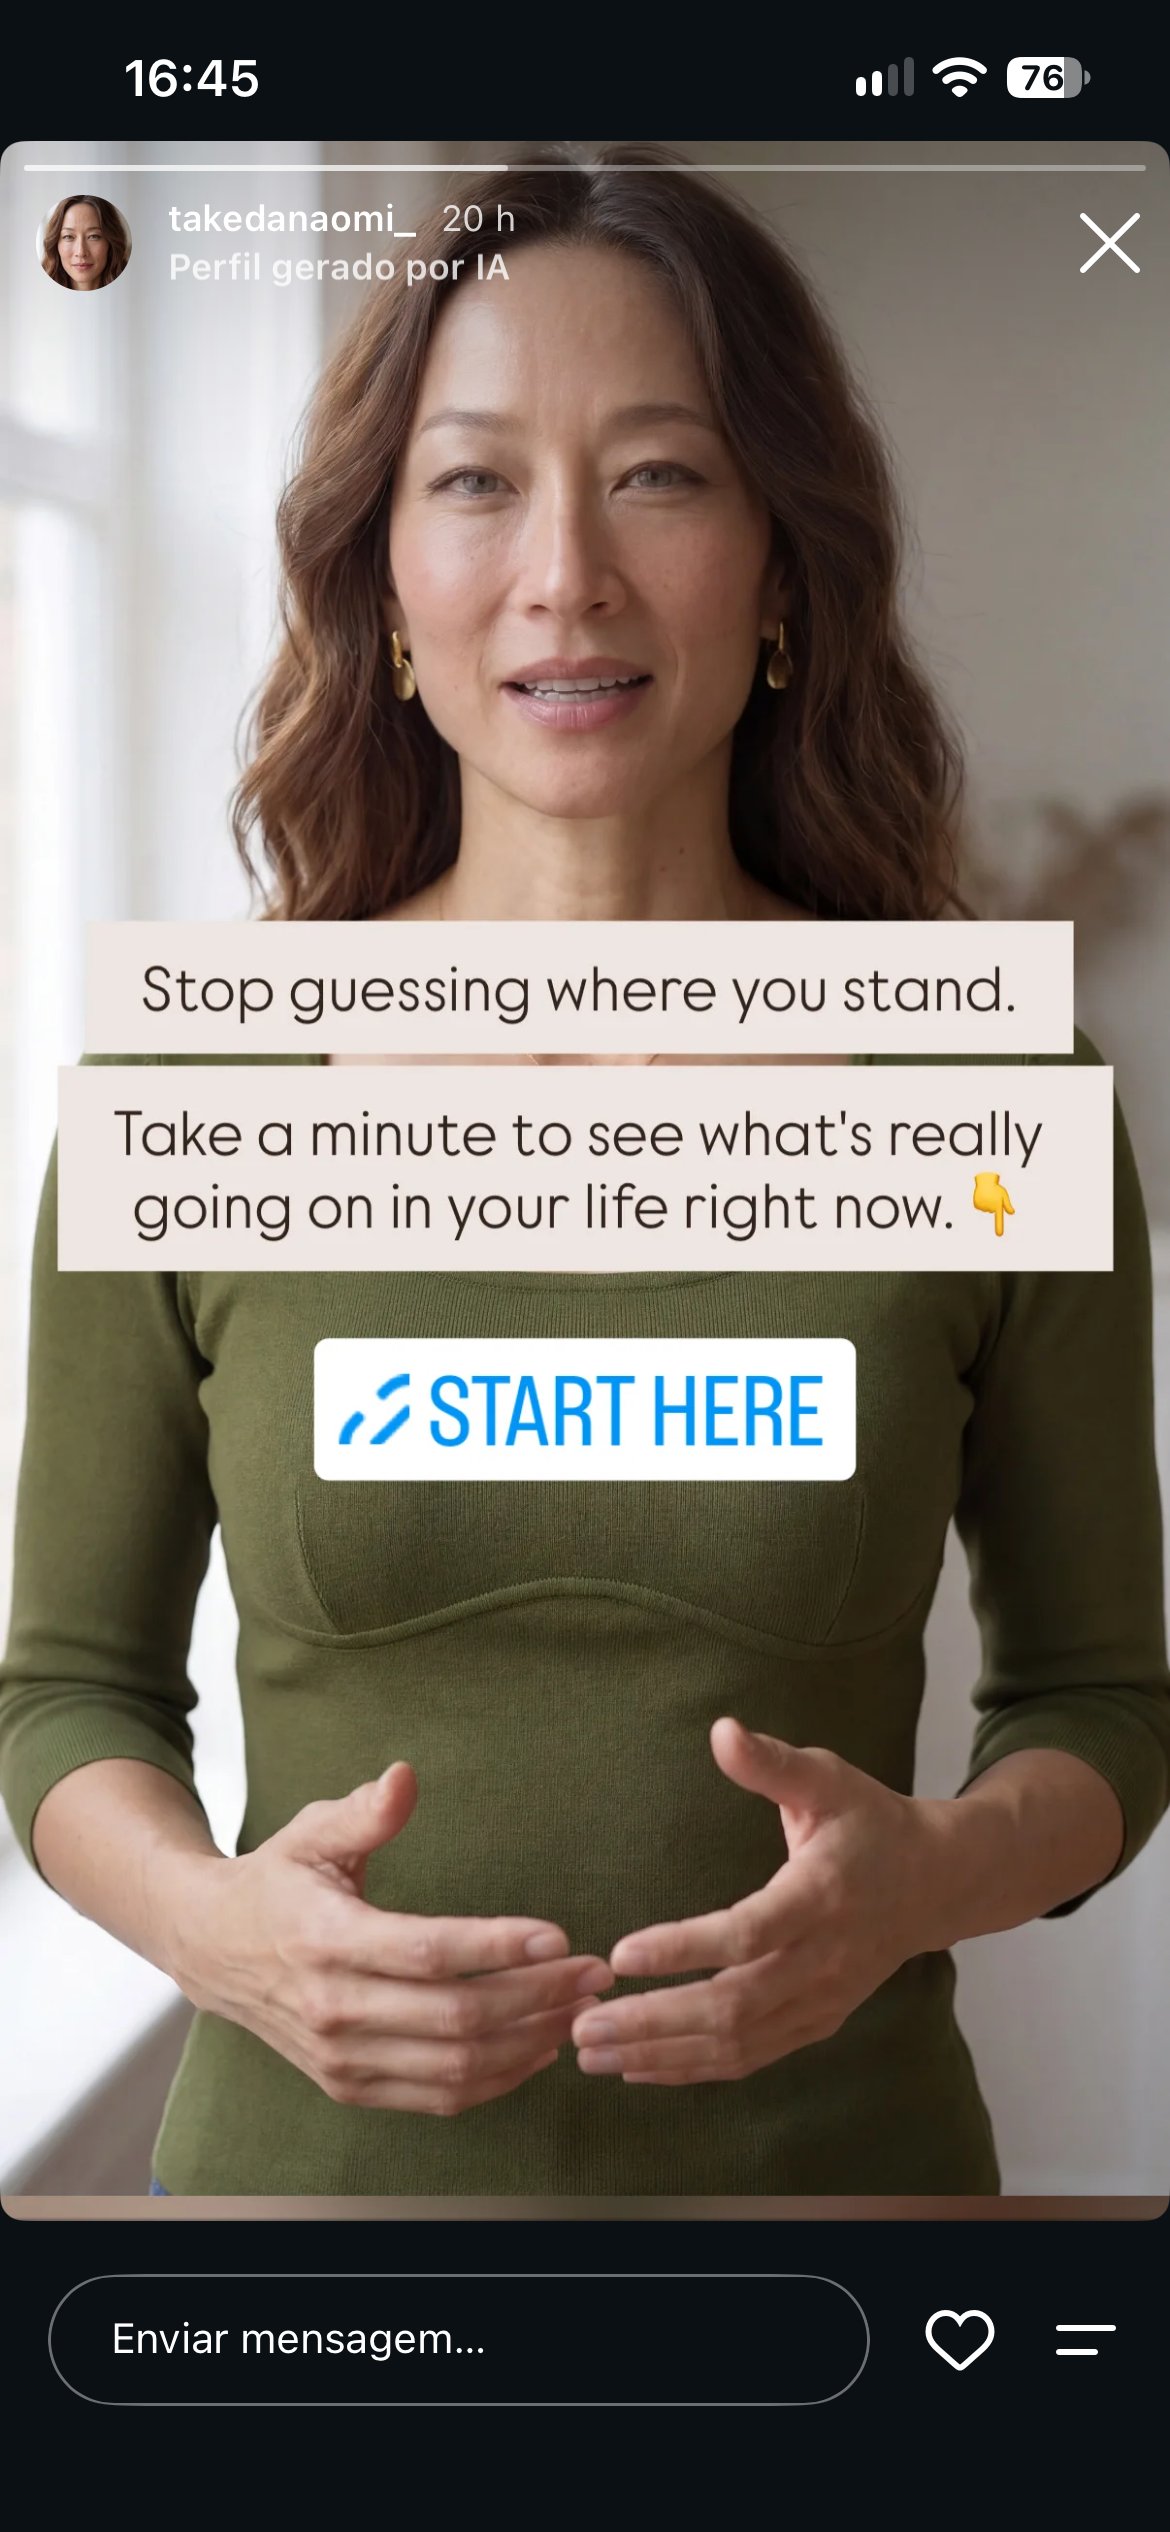 16:45
76
takedanaomi_ 20 h
Perfil gerado por IA
Stop guessing where you stand.
Take a minute to see what's really
going on in your life right now. 👇
START HERE
Enviar mensagem...